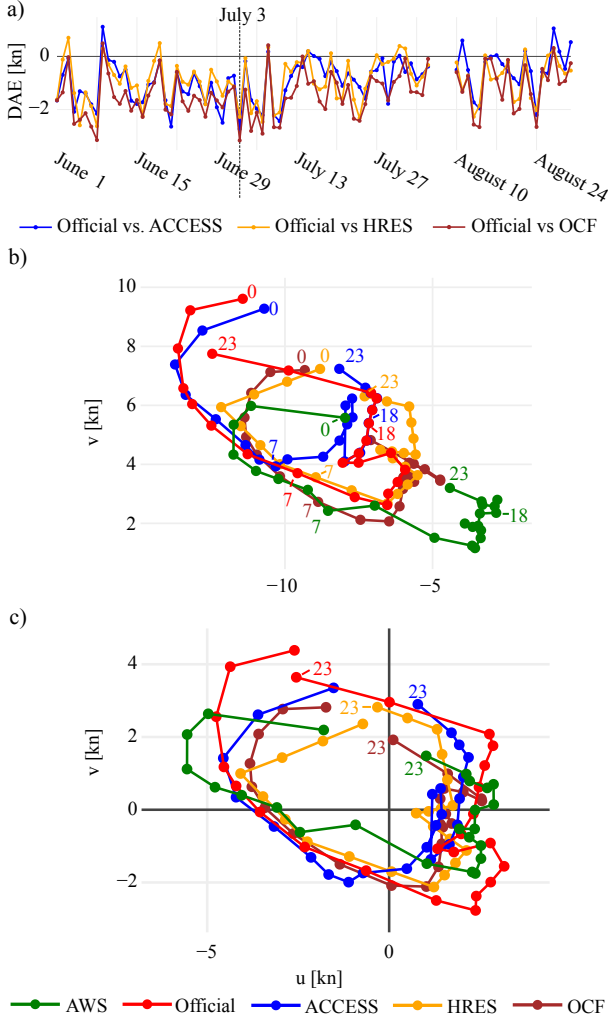 a)
July 3
DAE [kn]
0
−2
June 1
June 15
June 29
July 13
July 27
August 10
August 24
Official vs. ACCESS
Official vs HRES
Official vs OCF
b)
10
8
6
4
2
v [kn]
−10
−5
0
0
23
0
0
23
23
0
18
18
7
7
7
7
23
18
c)
4
2
0
−2
v [kn]
−5
0
u [kn]
23
23
23
23
23
AWS
Official
ACCESS
HRES
OCF